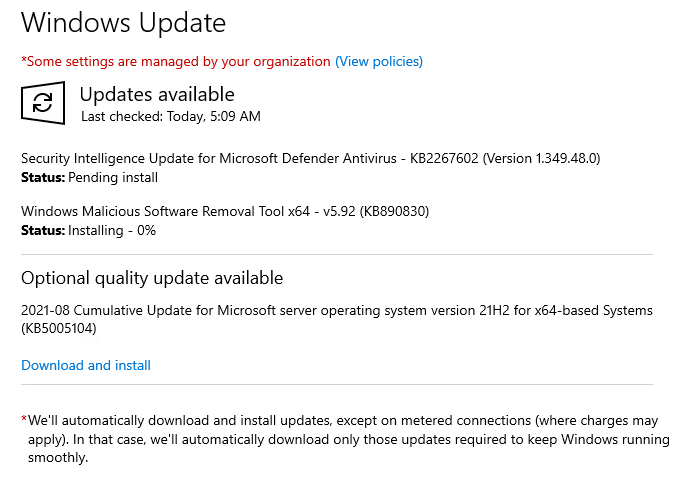 Windows Update
*Some settings are managed by your organization (View policies)
Updates available
Last checked: Today, 5:09 AM
Security Intelligence Update for Microsoft Defender Antivirus - KB2267602 (Version 1.349.48.0)
Status: Pending install
Windows Malicious Software Removal Tool x64 - v5.92 (KB890830)
Status: Installing - 0%
Optional quality update available
2021-08 Cumulative Update for Microsoft server operating system version 21H2 for x64-based Systems
(KB5005104)
Download and install
*We'll automatically download and install updates, except on metered connections (where charges may
apply). In that case, we'll automatically download only those updates required to keep Windows running
smoothly.